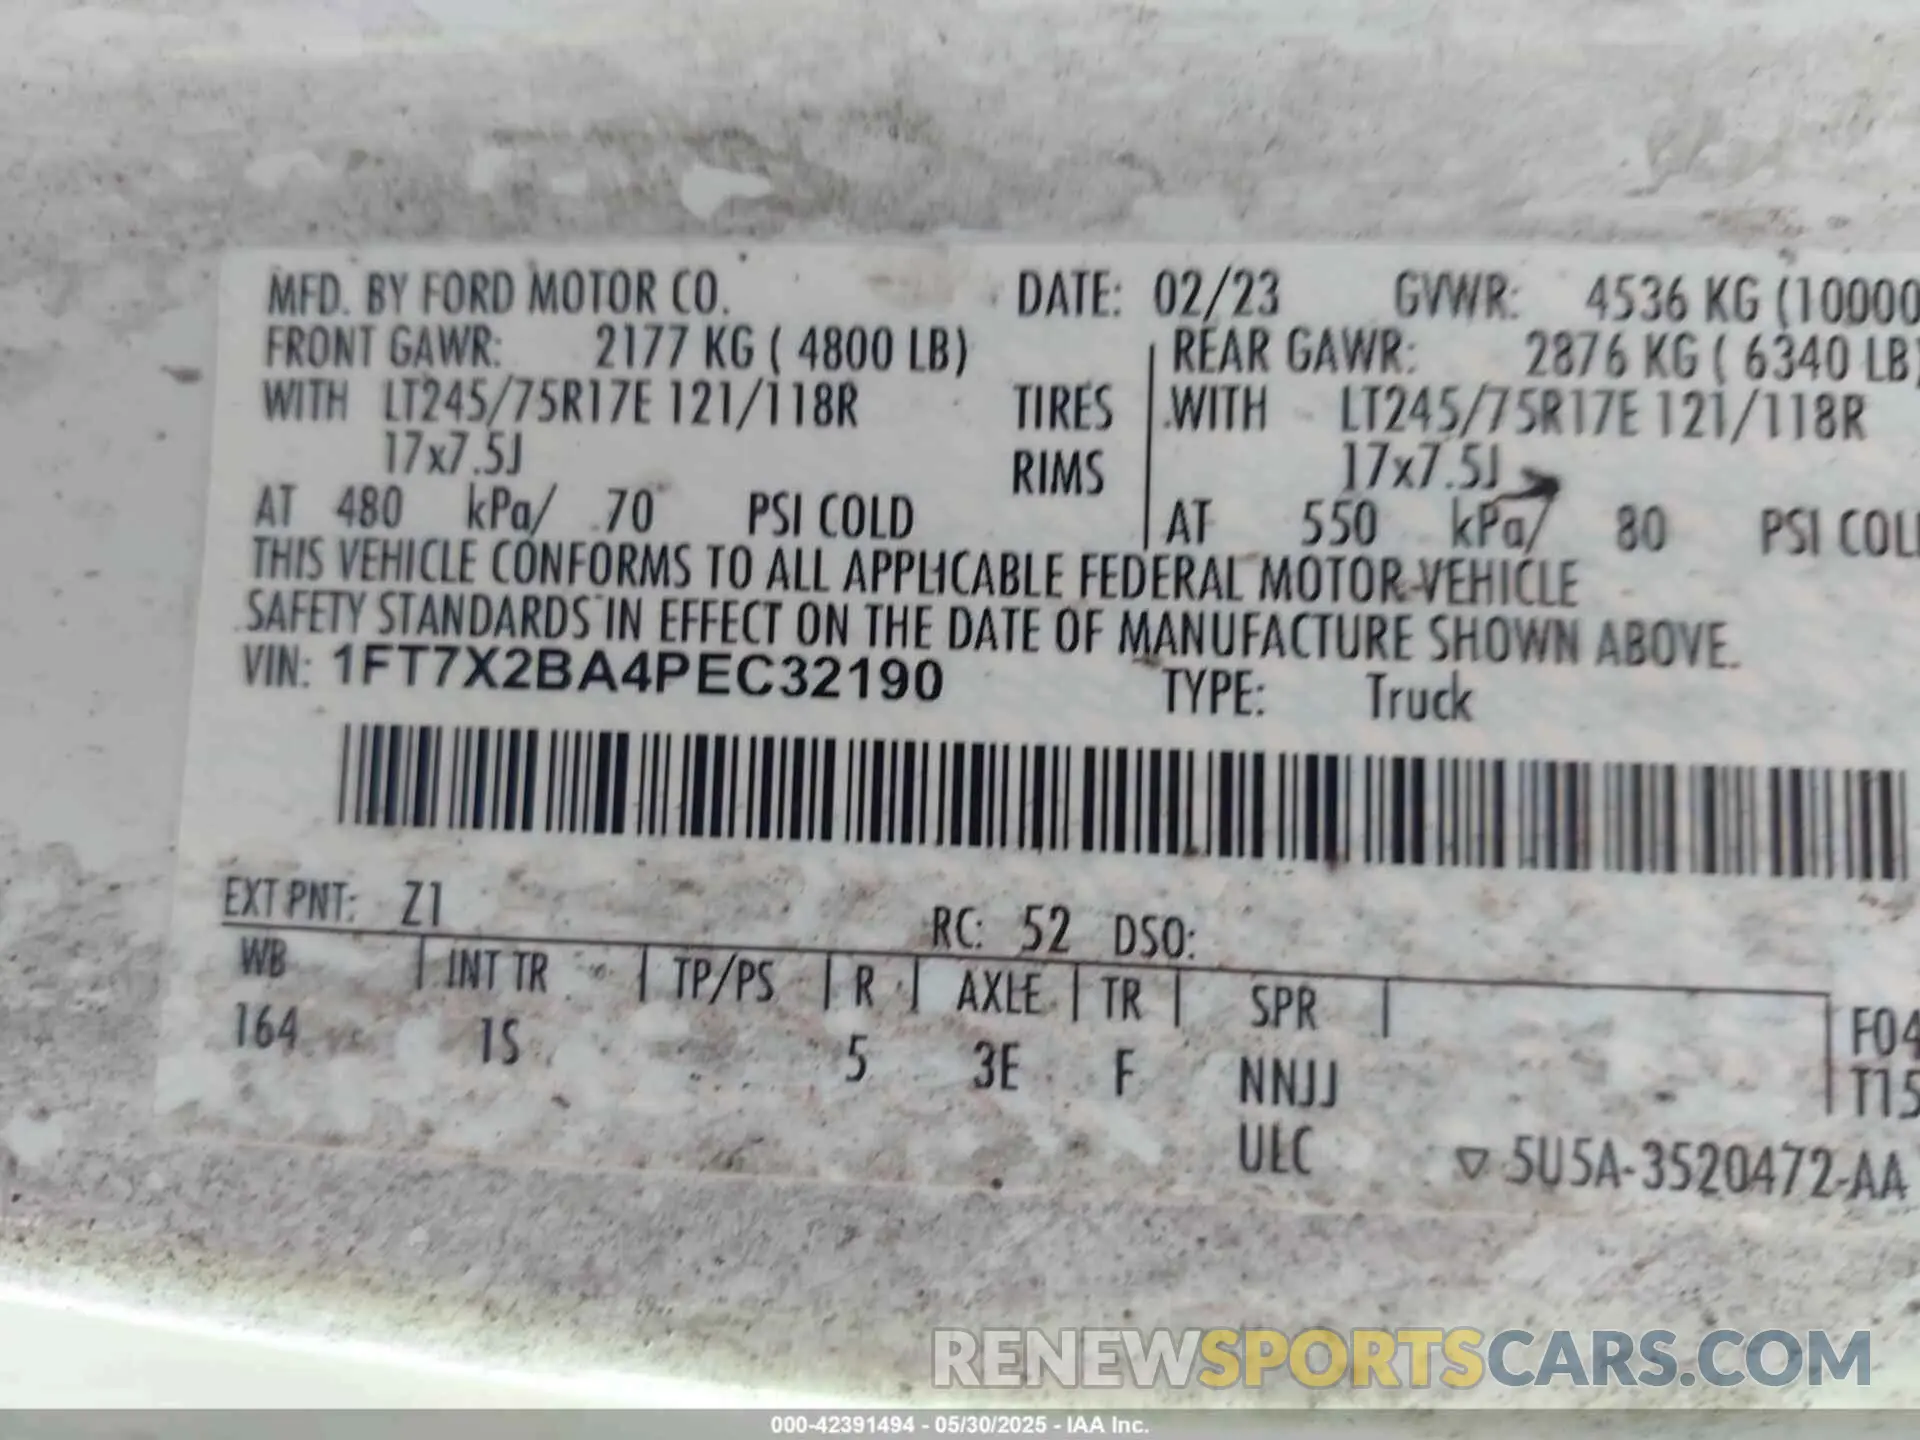 MFD. BY FORD MOTOR CO. DATE: 02/23 GVWR: 4536 KG (10000
FRONT GAWR: 2177 KG ( 4800 LB) REAR GAWR: 2876 KG ( 6340 LB)
WITH LT245/75R17E 121/118R TIRES WITH LT245/75R17E 121/118R
17x7.5J RIMS 17x7.5J
AT 480 kPa/ 70 PSI COLD AT 550 kPa/ 80 PSI COL
THIS VEHICLE CONFORMS TO ALL APPLICABLE FEDERAL MOTOR VEHICLE
SAFETY STANDARDS IN EFFECT ON THE DATE OF MANUFACTURE SHOWN ABOVE.
VIN: 1FT7X2BA4PEC32190 TYPE: Truck
EXT PNT: Z1 RC: 52 DSO:
WB INT TR TP/PS R AXLE TR SPR F04
164 1S 5 3E F NNJJ T15
ULC ▽ 5U5A-3520472-AA
RENEWSPORTSCARS.COM
000-42391494 - 05/30/2025 - IAA Inc.